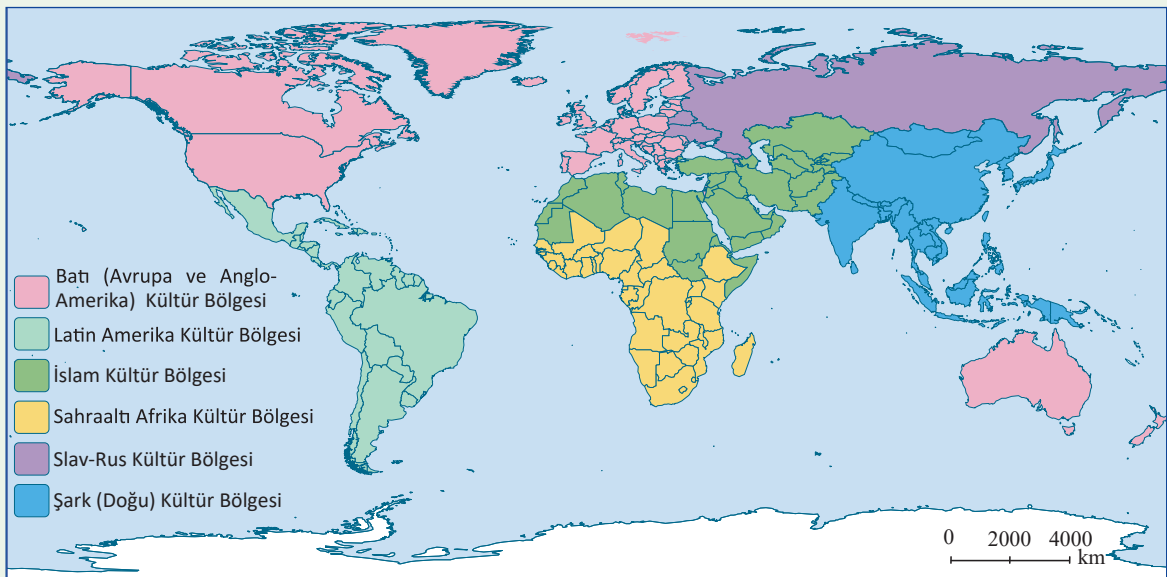 Batı (Avrupa ve Anglo-
Amerika) Kültür Bölgesi
Latin Amerika Kültür Bölgesi
İslam Kültür Bölgesi
Sahraaltı Afrika Kültür Bölgesi
Slav-Rus Kültür Bölgesi
Şark (Doğu) Kültür Bölgesi
0 2000 4000
km